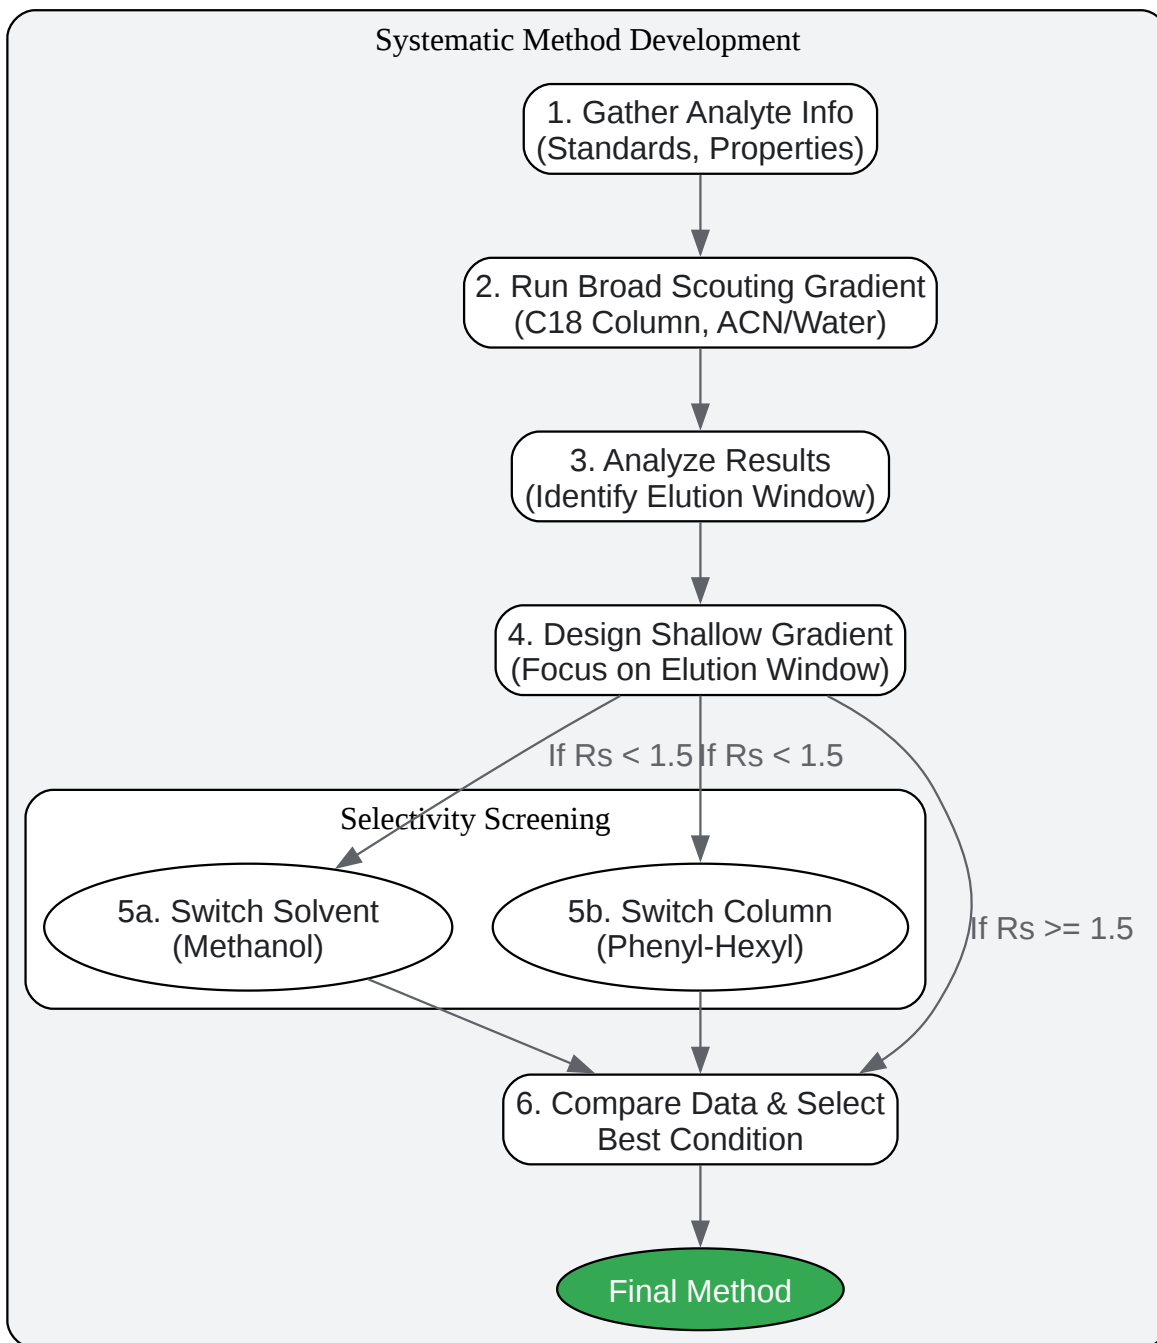 Systematic Method Development
1. Gather Analyte Info
(Standards, Properties)
2. Run Broad Scouting Gradient
(C18 Column, ACN/Water)
3. Analyze Results
(Identify Elution Window)
4. Design Shallow Gradient
(Focus on Elution Window)
If Rs < 1.5
If Rs < 1.5
Selectivity Screening
5a. Switch Solvent
(Methanol)
5b. Switch Column
(Phenyl-Hexyl)
If Rs >= 1.5
6. Compare Data & Select
Best Condition
Final Method